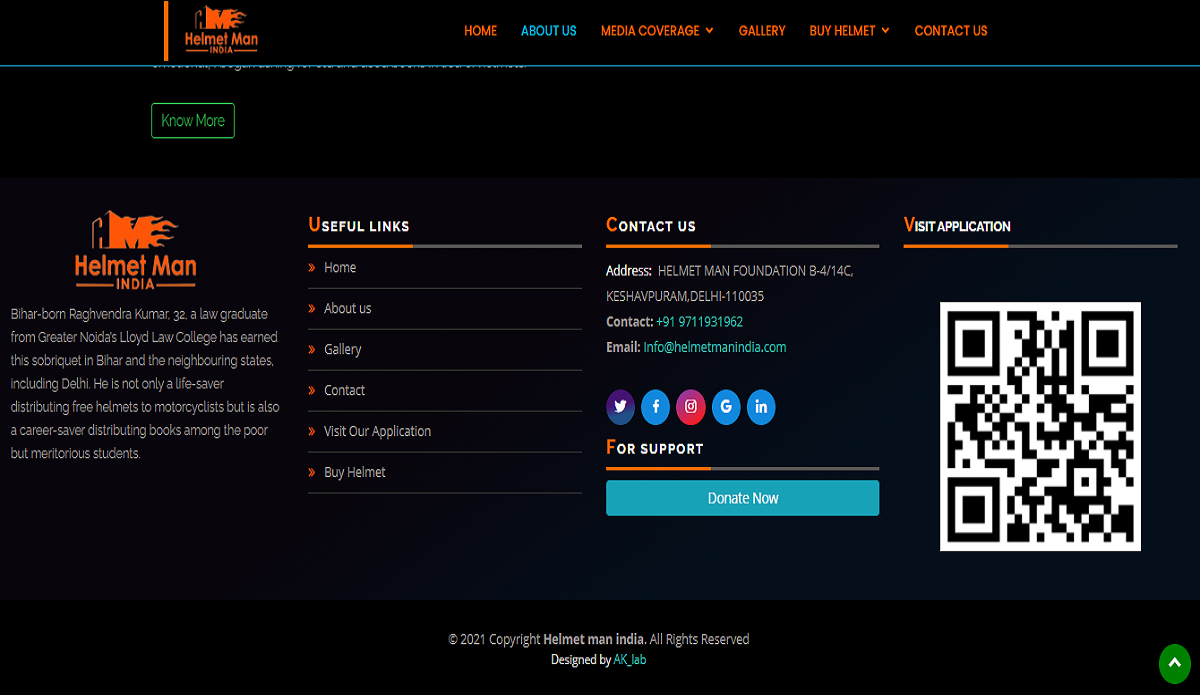 Helmet Man
INDIA
HOME ABOUT US MEDIA COVERAGE GALLERY BUY HELMET CONTACT US
Know More
Helmet Man
INDIA
Bihar-born Raghvendra Kumar, 32, a law graduate
from Greater Noida's Lloyd Law College has earned
this sobriquet in Bihar and the neighbouring states,
including Delhi. He is not only a life-saver
distributing free helmets to motorcyclists but is also
a career-saver distributing books among the poor
but meritorious students.
USEFUL LINKS
Home
About us
Gallery
Contact
Visit Our Application
Buy Helmet
CONTACT US
Address: HELMET MAN FOUNDATION B-4/14C,
KESHAVPURAM,DELHI-110035
Contact: +91 9711931962
Email: Info@helmetmanindia.com
FOR SUPPORT
Donate Now
VISIT APPLICATION
© 2021 Copyright Helmet man india. All Rights Reserved
Designed by AK_lab